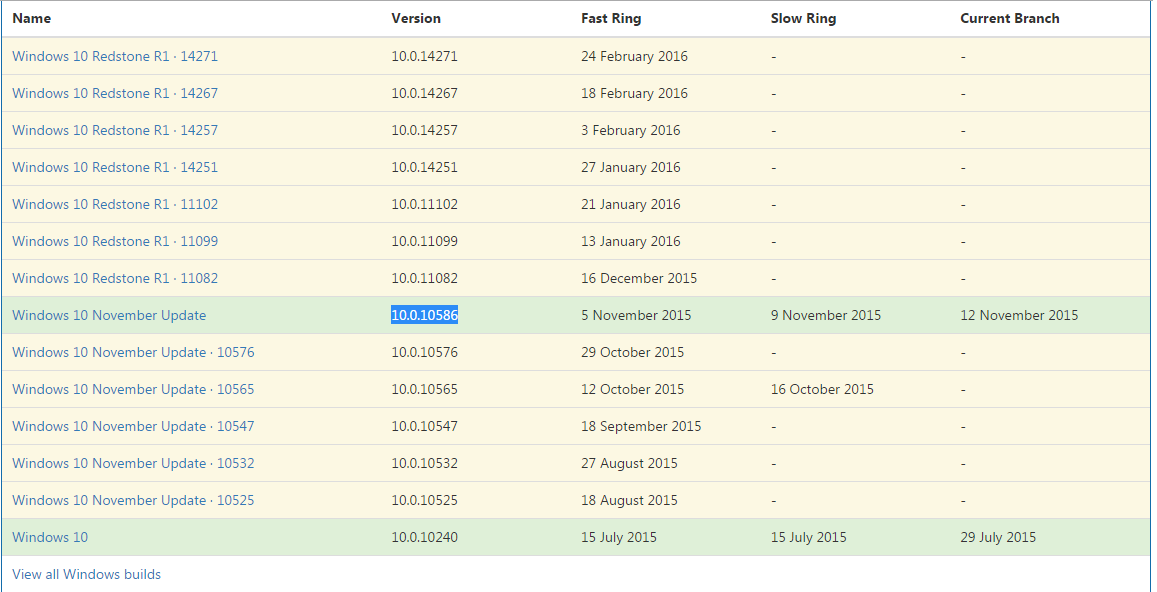 Name Version Fast Ring Slow Ring Current Branch
Windows 10 Redstone R1 · 14271 10.0.14271 24 February 2016 - -
Windows 10 Redstone R1 · 14267 10.0.14267 18 February 2016 - -
Windows 10 Redstone R1 · 14257 10.0.14257 3 February 2016 - -
Windows 10 Redstone R1 · 14251 10.0.14251 27 January 2016 - -
Windows 10 Redstone R1 · 11102 10.0.11102 21 January 2016 - -
Windows 10 Redstone R1 · 11099 10.0.11099 13 January 2016 - -
Windows 10 Redstone R1 · 11082 10.0.11082 16 December 2015 - -
Windows 10 November Update 10.0.10586 5 November 2015 9 November 2015 12 November 2015
Windows 10 November Update · 10576 10.0.10576 29 October 2015 - -
Windows 10 November Update · 10565 10.0.10565 12 October 2015 16 October 2015 -
Windows 10 November Update · 10547 10.0.10547 18 September 2015 - -
Windows 10 November Update · 10532 10.0.10532 27 August 2015 - -
Windows 10 November Update · 10525 10.0.10525 18 August 2015 - -
Windows 10 10.0.10240 15 July 2015 15 July 2015 29 July 2015
View all Windows builds